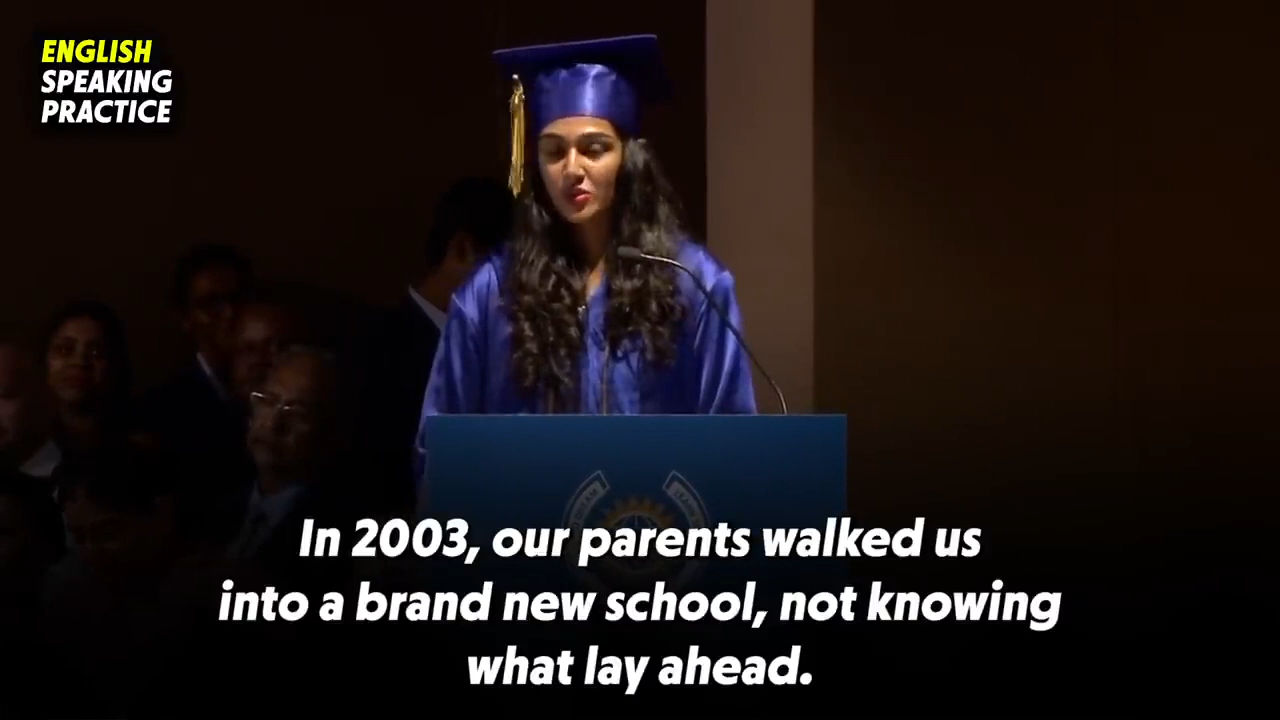 ENGLISH
SPEAKING
PRACTICE
In 2003, our parents walked us
into a brand new school, not knowing
what lay ahead.